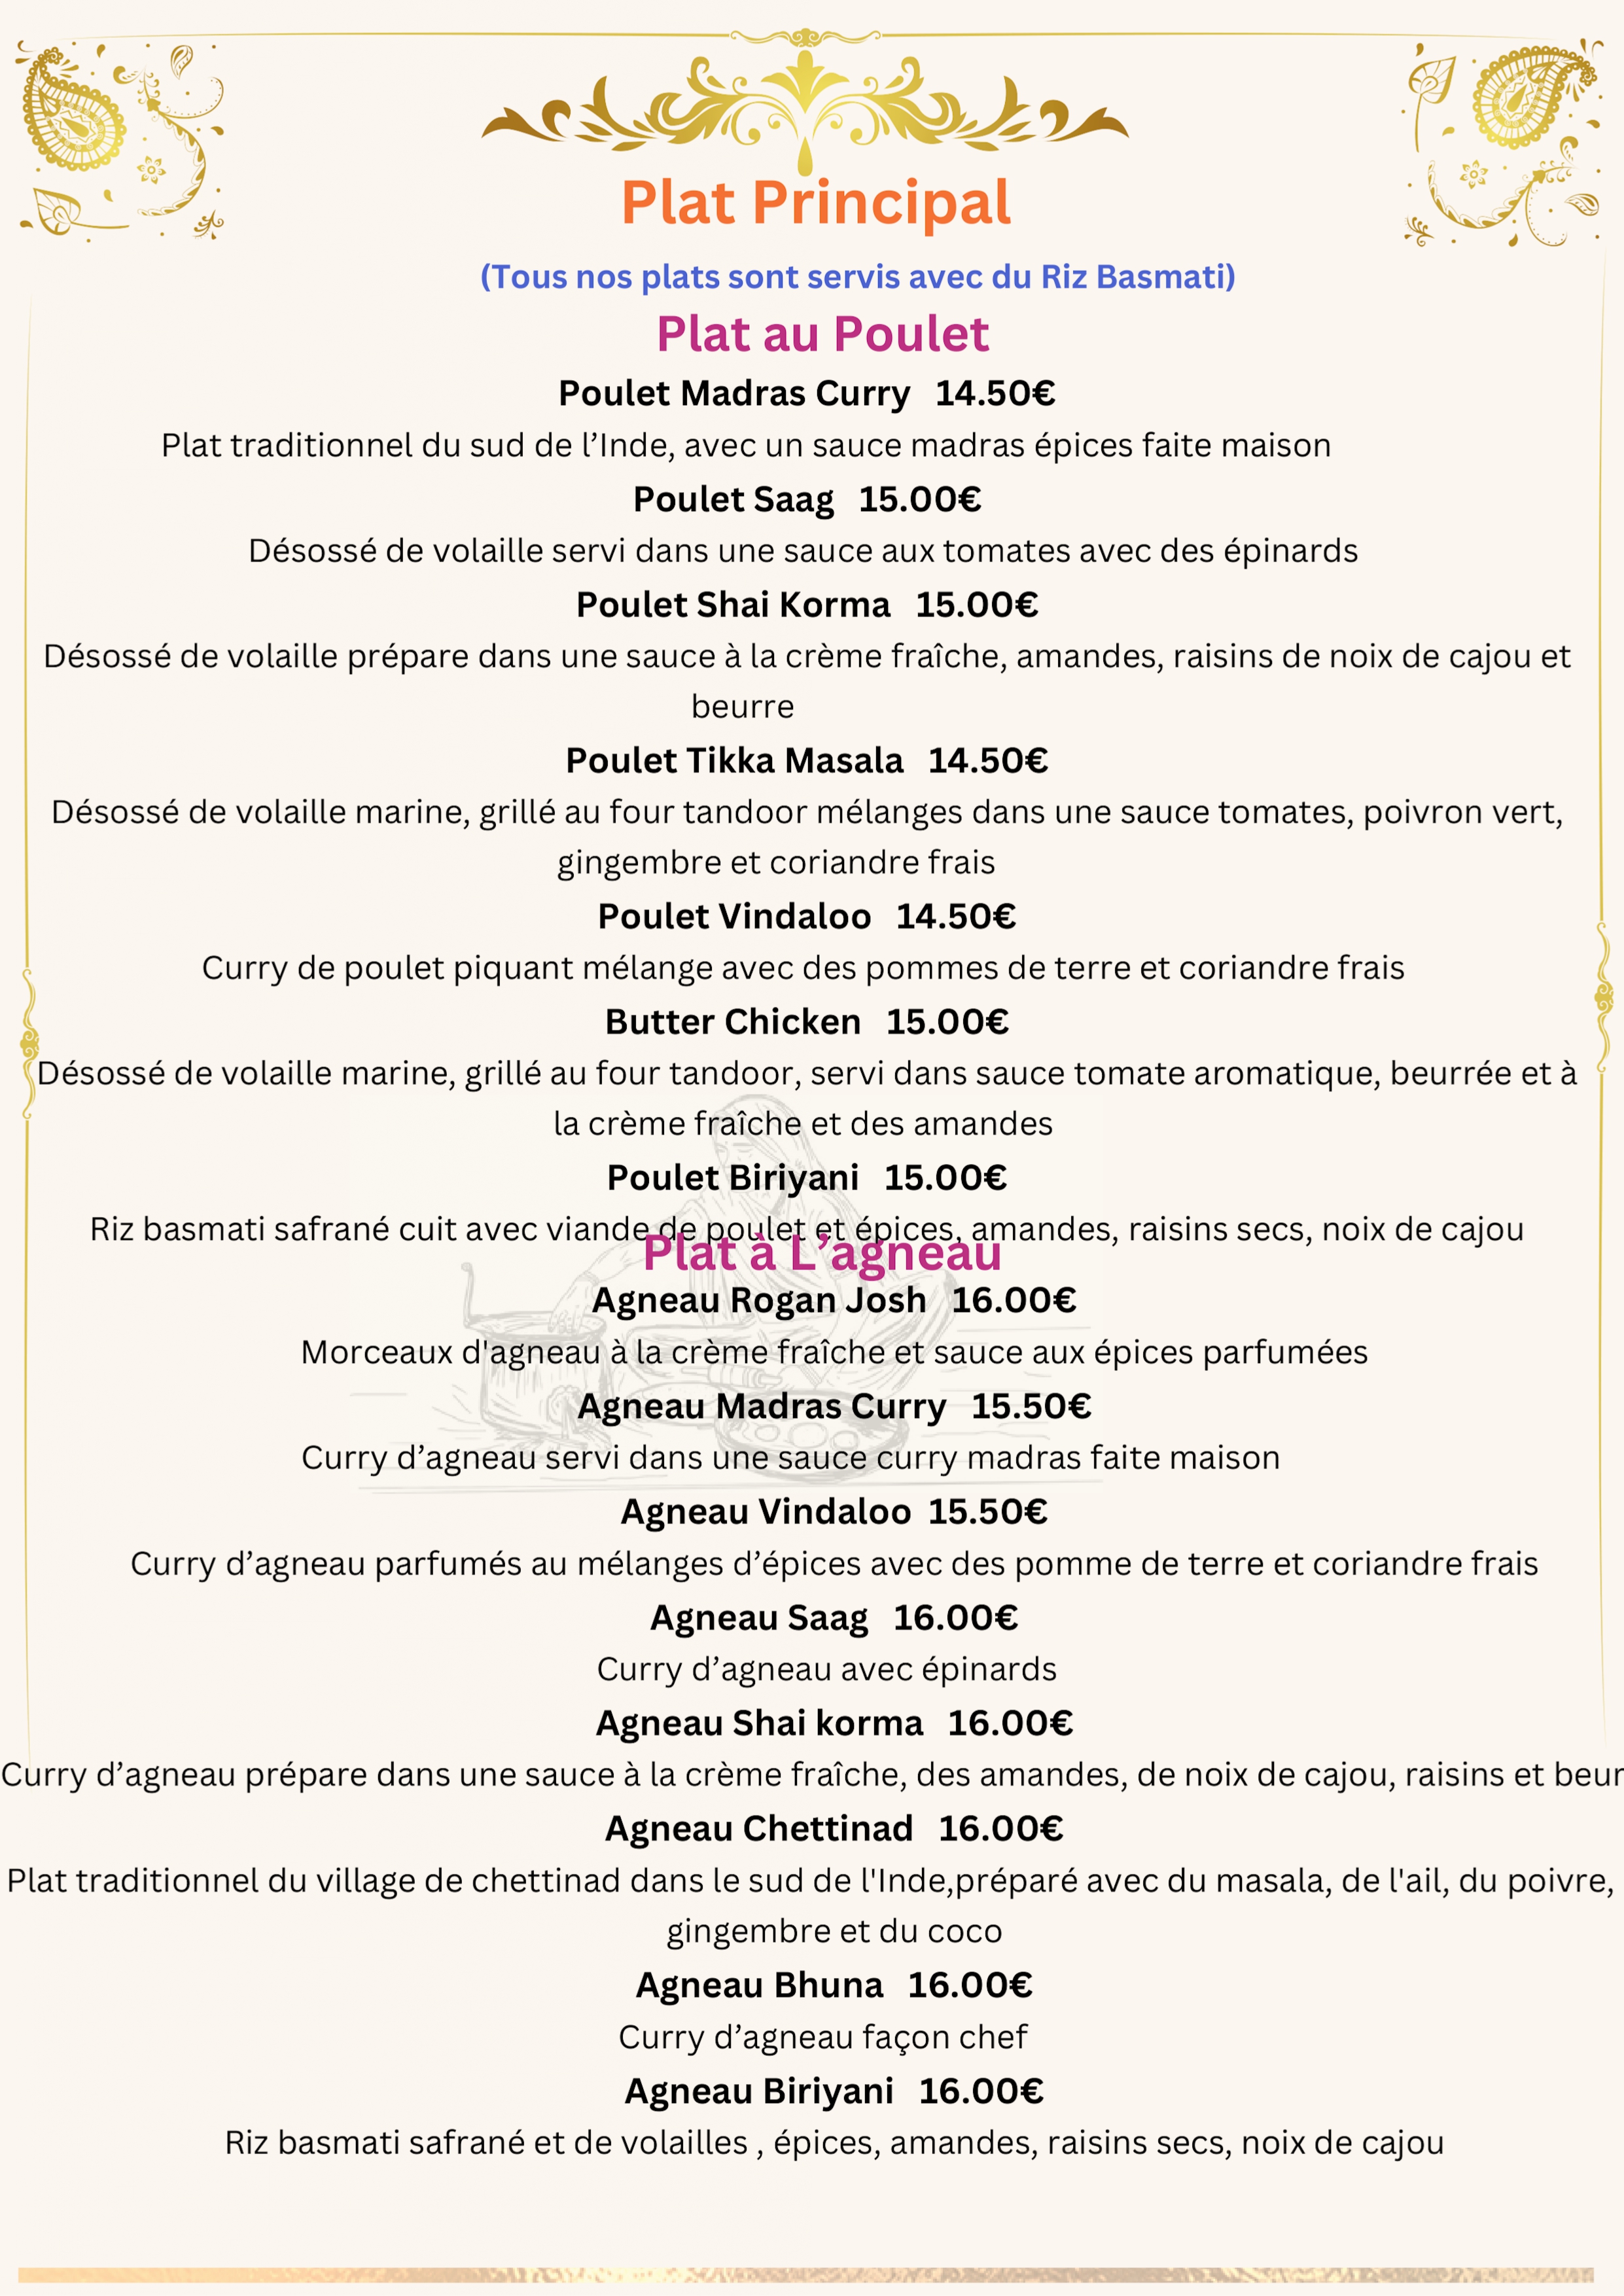 Plat Principal
(Tous nos plats sont servis avec du Riz Basmati)
Plat au Poulet
Poulet Madras Curry 14.50€
Plat traditionnel du sud de l’Inde, avec un sauce madras épices faite maison
Poulet Saag 15.00€
Désossé de volaille servi dans une sauce aux tomates avec des épinards
Poulet Shai Korma 15.00€
Désossé de volaille prépare dans une sauce à la crème fraîche, amandes, raisins de noix de cajou et
beurre
Poulet Tikka Masala 14.50€
Désossé de volaille marine, grillé au four tandoor mélanges dans une sauce tomates, poivron vert,
gingembre et coriandre frais
Poulet Vindaloo 14.50€
Curry de poulet piquant mélange avec des pommes de terre et coriandre frais
Butter Chicken 15.00€
Désossé de volaille marine, grillé au four tandoor, servi dans sauce tomate aromatique, beurrée et à
la crème fraîche et des amandes
Poulet Biriyani 15.00€
Riz basmati safrané cuit avec viande de poulet et épices, amandes, raisins secs, noix de cajou
Plat à L’agneau
Agneau Rogan Josh 16.00€
Morceaux d'agneau à la crème fraîche et sauce aux épices parfumées
Agneau Madras Curry 15.50€
Curry d’agneau servi dans une sauce curry madras faite maison
Agneau Vindaloo 15.50€
Curry d’agneau parfumés au mélanges d’épices avec des pomme de terre et coriandre frais
Agneau Saag 16.00€
Curry d’agneau avec épinards
Agneau Shai korma 16.00€
Curry d’agneau prépare dans une sauce à la crème fraîche, des amandes, de noix de cajou, raisins et beur
Agneau Chettinad 16.00€
Plat traditionnel du village de chettinad dans le sud de l'Inde,préparé avec du masala, de l'ail, du poivre,
gingembre et du coco
Agneau Bhuna 16.00€
Curry d’agneau façon chef
Agneau Biriyani 16.00€
Riz basmati safrané et de volailles , épices, amandes, raisins secs, noix de cajou